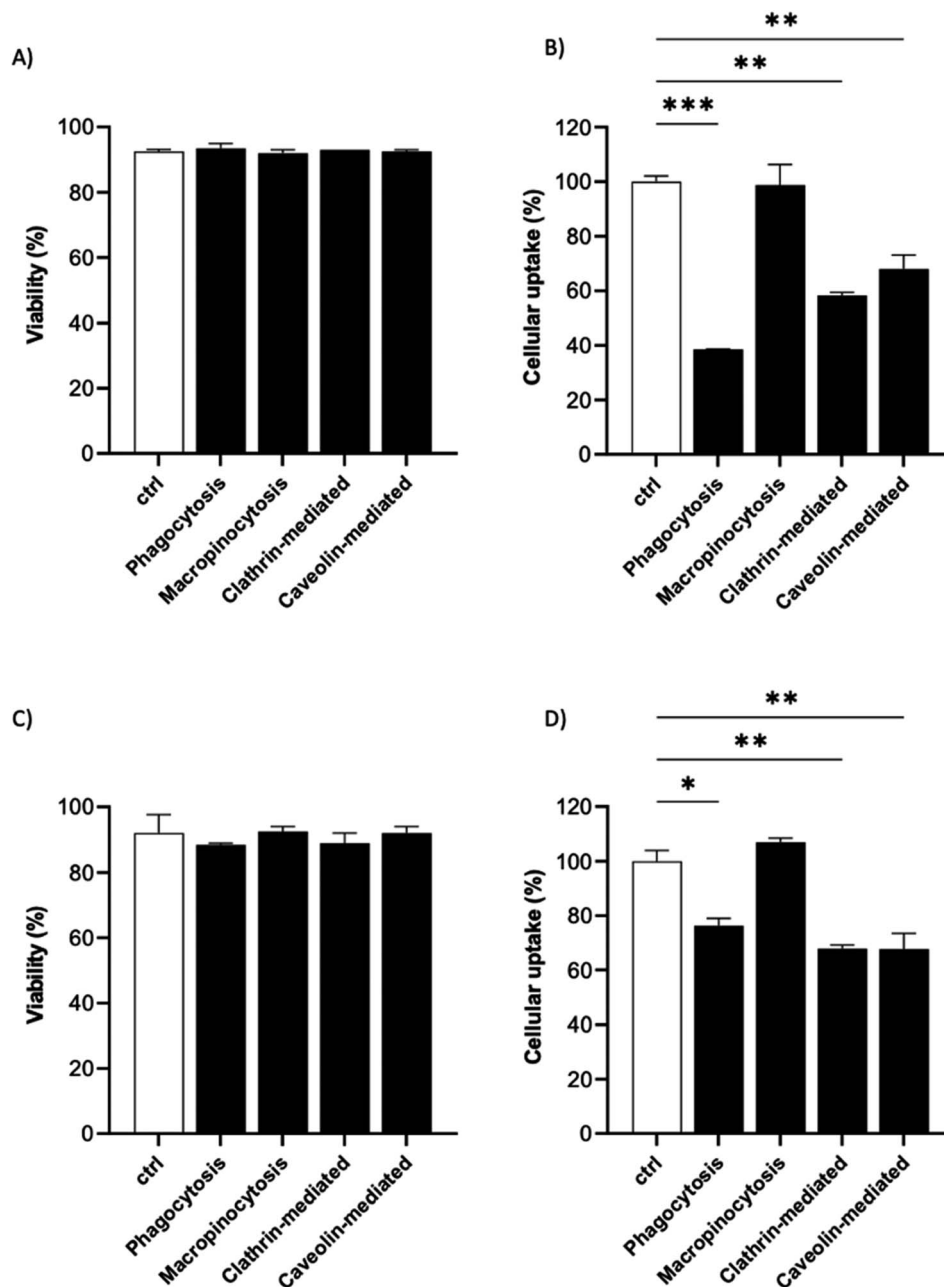 A)
Viability (%)
100
80
60
40
20
0
ctrl
Phagocytosis
Macropinocytosis
Clathrin-mediated
Caveolin-mediated
B)
**
**
***
Cellular uptake (%)
120
100
80
60
40
20
0
ctrl
Phagocytosis
Macropinocytosis
Clathrin-mediated
Caveolin-mediated
C)
Viability (%)
100
80
60
40
20
0
ctrl
Phagocytosis
Macropinocytosis
Clathrin-mediated
Caveolin-mediated
D)
**
**
*
Cellular uptake (%)
120
100
80
60
40
20
0
ctrl
Phagocytosis
Macropinocytosis
Clathrin-mediated
Caveolin-mediated